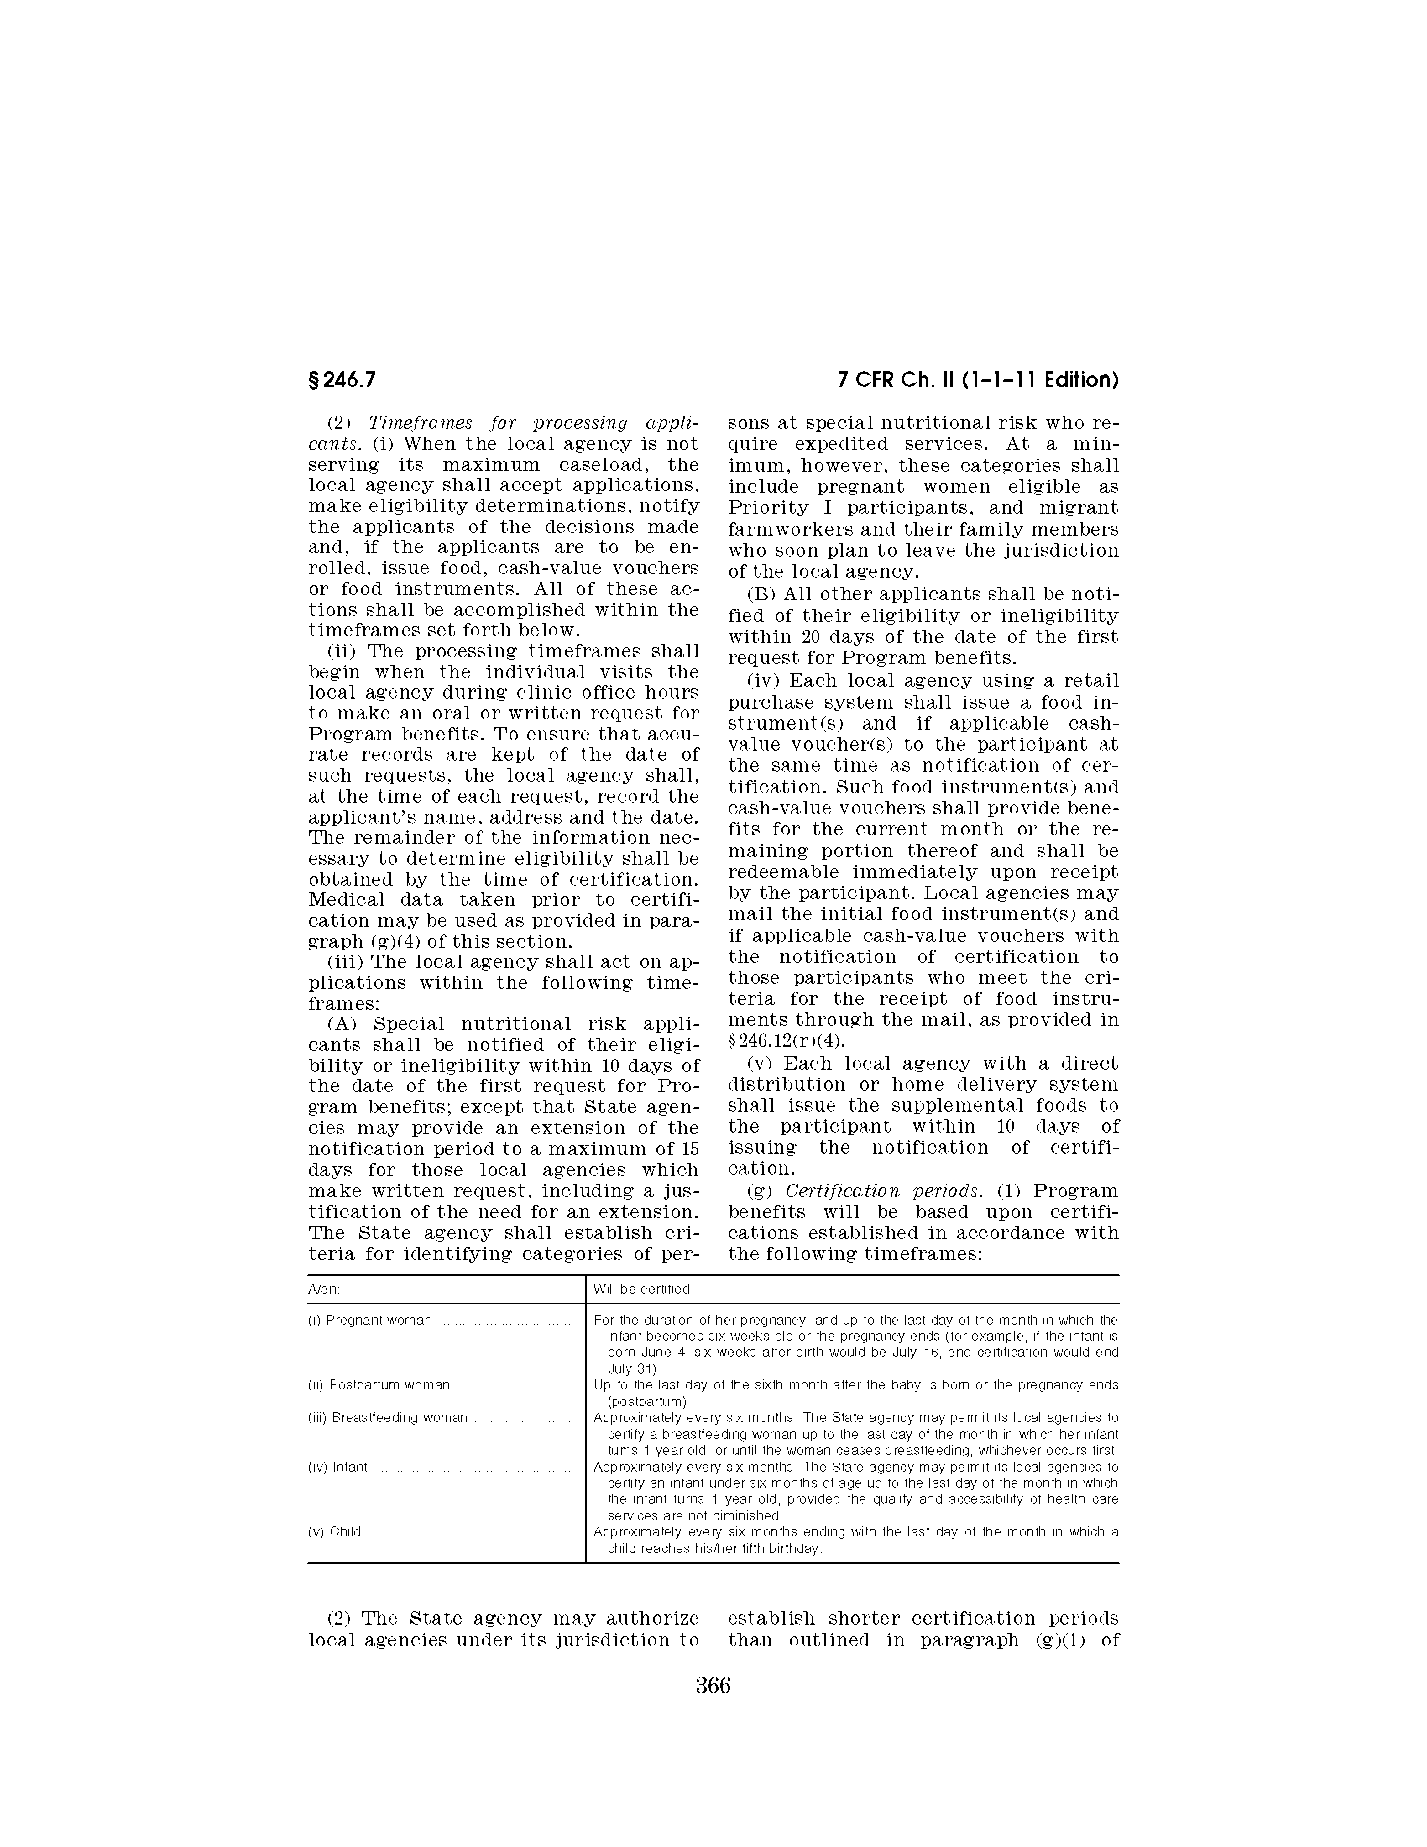 § 246.7
7 CFR Ch. II (1–1–11 Edition)
(2) Timeframes for processing appli-
cants. (i) When the local agency is not
serving its maximum caseload, the
local agency shall accept applications,
make eligibility determinations, notify
the applicants of the decisions made
and, if the applicants are to be en-
rolled, issue food, cash-value vouchers
or food instruments. All of these ac-
tions shall be accomplished within the
timeframes set forth below.
(ii) The processing timeframes shall
begin when the individual visits the
local agency during clinic office hours
to make an oral or written request for
Program benefits. To ensure that accu-
rate records are kept of the date of
such requests, the local agency shall,
at the time of each request, record the
applicant's name, address and the date.
The remainder of the information nec-
essary to determine eligibility shall be
obtained by the time of certification.
Medical data taken prior to certifi-
cation may be used as provided in para-
graph (g)(4) of this section.
(iii) The local agency shall act on ap-
plications within the following time-
frames:
(A) Special nutritional risk appli-
cants shall be notified of their eligi-
bility or ineligibility within 10 days of
the date of the first request for Pro-
gram benefits; except that State agen-
cies may provide an extension of the
notification period to a maximum of 15
days for those local agencies which
make written request, including a jus-
tification of the need for an extension.
The State agency shall establish cri-
teria for identifying categories of per-
sons at special nutritional risk who re-
quire expedited services. At a min-
imum, however, these categories shall
include pregnant women eligible as
Priority I participants, and migrant
farmworkers and their family members
who soon plan to leave the jurisdiction
of the local agency.
(B) All other applicants shall be noti-
fied of their eligibility or ineligibility
within 20 days of the date of the first
request for Program benefits.
(iv) Each local agency using a retail
purchase system shall issue a food in-
strument(s) and if applicable cash-
value voucher(s) to the participant at
the same time as notification of cer-
tification. Such food instrument(s) and
cash-value vouchers shall provide bene-
fits for the current month or the re-
maining portion thereof and shall be
redeemable immediately upon receipt
by the participant. Local agencies may
mail the initial food instrument(s) and
if applicable cash-value vouchers with
the notification of certification to
those participants who meet the cri-
teria for the receipt of food instru-
ments through the mail, as provided in
§ 246.12(r)(4).
(v) Each local agency with a direct
distribution or home delivery system
shall issue the supplemental foods to
the participant within 10 days of
issuing the notification of certifi-
cation.
(g) Certification periods. (1) Program
benefits will be based upon certifi-
cations established in accordance with
the following timeframes:
A/an:
Will be certified
(i) Pregnant woman
For the duration of her pregnancy, and up to the last day of the month in which the
infant becomes six weeks old or the pregnancy ends (for example, if the infant is
born June 4, six weeks after birth would be July 16, and certification would end
July 31).
(ii) Postpartum woman
Up to the last day of the sixth month after the baby is born or the pregnancy ends
(postpartum).
(iii) Breastfeeding woman
Approximately every six months. The State agency may permit its local agencies to
certify a breastfeeding woman up to the last day of the month in which her infant
turns 1 year old, or until the woman ceases breastfeeding, whichever occurs first.
(iv) Infant
Approximately every six months. The State agency may permit its local agencies to
certify an infant under six months of age up to the last day of the month in which
the infant turns 1 year old, provided the quality and accessibility of health care
services are not diminished.
(v) Child
Approximately every six months ending with the last day of the month in which a
child reaches his/her fifth birthday.
(2) The State agency may authorize
local agencies under its jurisdiction to
establish shorter certification periods
than outlined in paragraph (g)(1) of
366